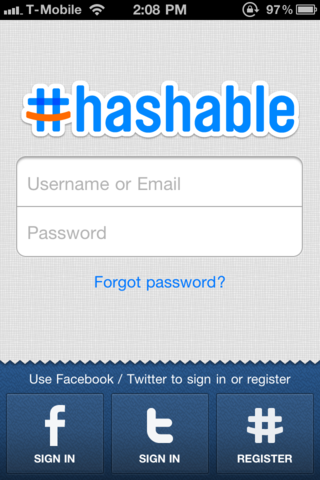 T-Mobile 2:08 PM 97%
#hashable
Username or Email
Password
Forgot password?
Use Facebook / Twitter to sign in or register
f t #
SIGN IN SIGN IN REGISTER